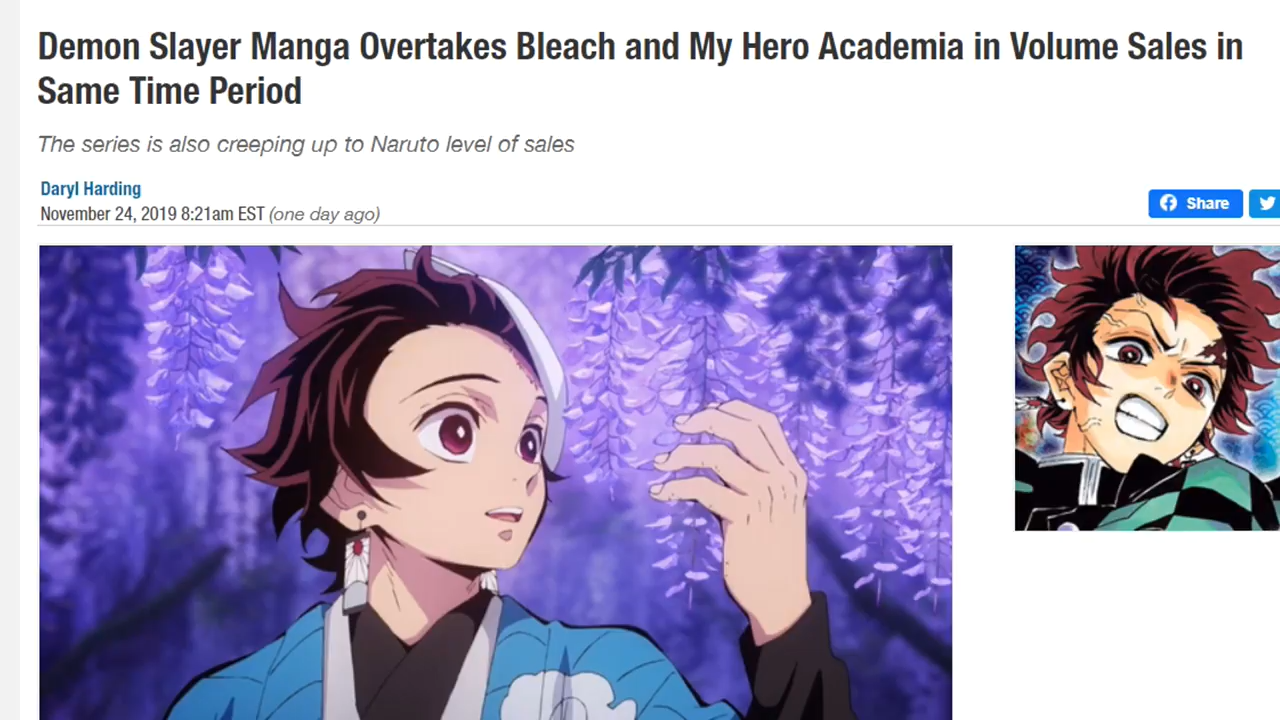 Demon Slayer Manga Overtakes Bleach and My Hero Academia in Volume Sales in
Same Time Period
The series is also creeping up to Naruto level of sales
Daryl Harding
November 24, 2019 8:21am EST (one day ago)
Share